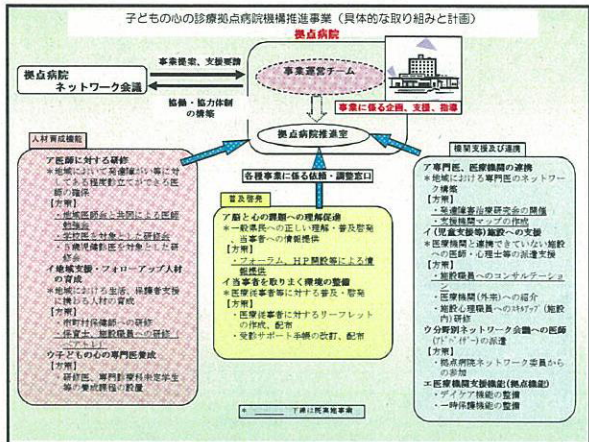 子どもの心の診療拠点病院機構推進事業（具体的な取り組みと計画）
拠点病院
拠点病院
ネットワーク会議
事業提案、支援要請
協働・協力体制
の構築
事業運営チーム
事業に係る企画、支援、指導
拠点病院推進室
各種事業に係る依頼・調整窓口
人材育成機能
ア医師に対する研修
＊地域において発達障がい等に対
してある程度診立てができる医
師の確保
【方策】
・地域医師会と共同による医師
勉強会
・学校医を対象とした研修会
・５歳児健診医を対象とした研
修会
イ地域支援・フォローアップ人材
の育成
＊地域における生活、保護者支援
に携わる人材の育成
【方策】
・市町村保健師への研修
・保育士、施設職員への研修
ウ子どもの心の専門医養成
【方策】
・研修医、専門診療科未定学生
等の養成課程の設置
普及啓発
ア脳と心の課題への理解促進
＊一般県民への正しい理解・普及啓発
・当事者への情報提供
【方策】
・フォーラム、ＨＰ開設等による情
報提供
イ当事者を取りまく環境の整備
＊医療従事者等に対する普及・啓発
【方策】
・医療従事者に対するリーフレット
の作成、配布
・受診サポート手帳の改訂、配布
＊　　　下線は既実施事業
機関支援及び連携
ア専門医、医療機関の連携
＊地域における専門医のネットワー
ク構築
【方策】
・発達障害治療研究会の開催
・支援機関マップの作成
イ(児童支援等)施設への支援
＊医療機関と連携できていない施設
への医師・心理士等の派遣支援
【方策】
・施設職員へのコンサルテーシ
ョン
・医療機関(外来)への紹介
・施設心理職員へのスキルアップ(施設
内)研修
ウ分野別ネットワーク会議への医師
(アドバイザー)の派遣
【方策】
・拠点病院ネットワーク委員から
の参加
エ医療機関支援機能(拠点機能)
・デイケア機能の整備
・一時保護機能の整備